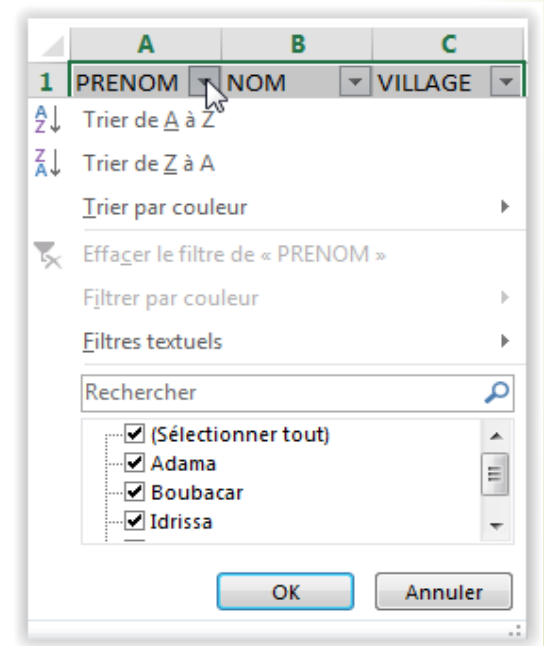 A B C
1 PRENOM NOM VILLAGE
Trier de A à Z
Trier de Z à A
Trier par couleur
Effacer le filtre de « PRENOM »
Filtrer par couleur
Filtres textuels
Rechercher
(Sélectionner tout)
Adama
Boubacar
Idrissa
OK Annuler